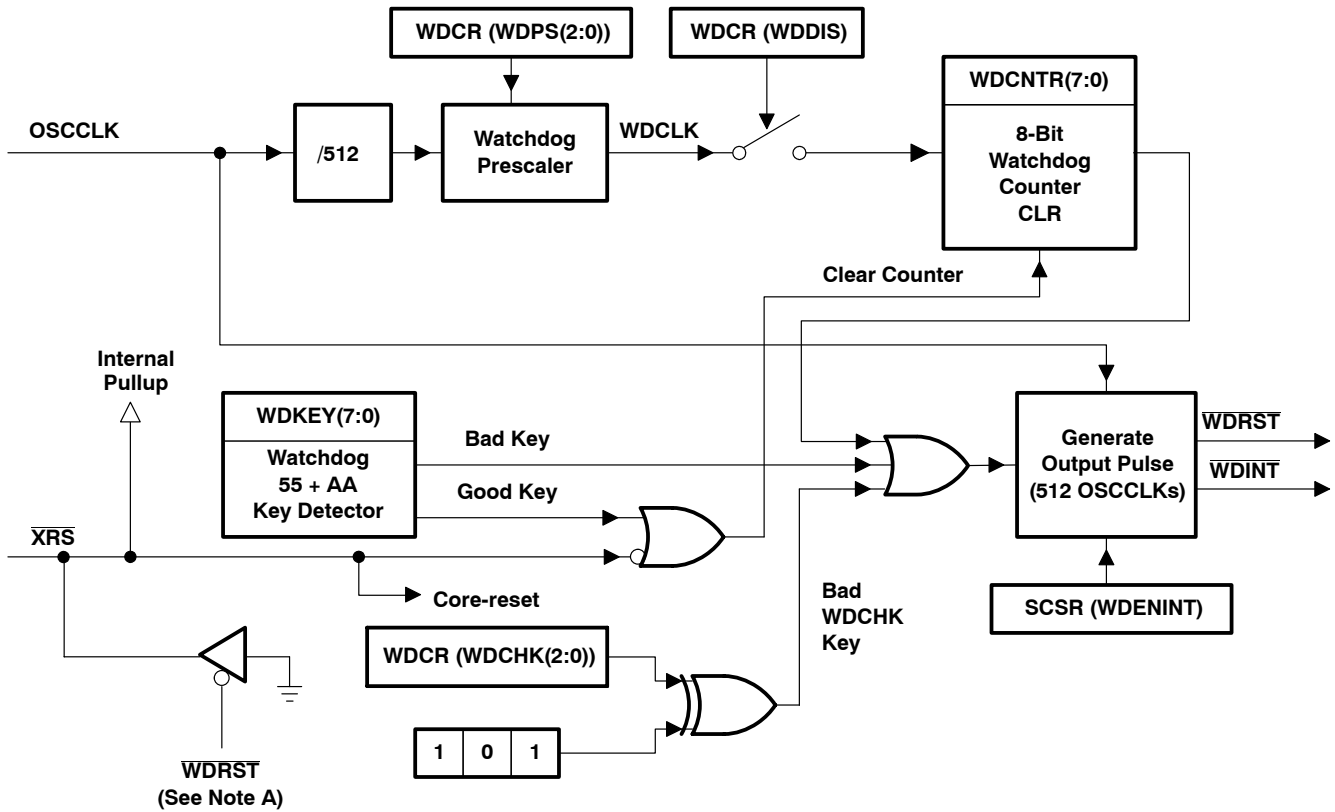 WDCR (WDPS(2:0))
WDCR (WDDIS)
WDCNTR(7:0)
OSCCLK
/512
Watchdog
Prescaler
WDCLK
8-Bit
Watchdog
Counter
CLR
Clear Counter
Internal
Pullup
WDKEY(7:0)
Watchdog
55 + AA
Key Detector
Bad Key
Good Key
Generate
Output Pulse
(512 OSCCLKs)
WDRST
WDINT
XRS
Core-reset
SCSR (WDENINT)
Bad
WDCHK
Key
WDCR (WDCHK(2:0))
1 0 1
WDRST
(See Note A)